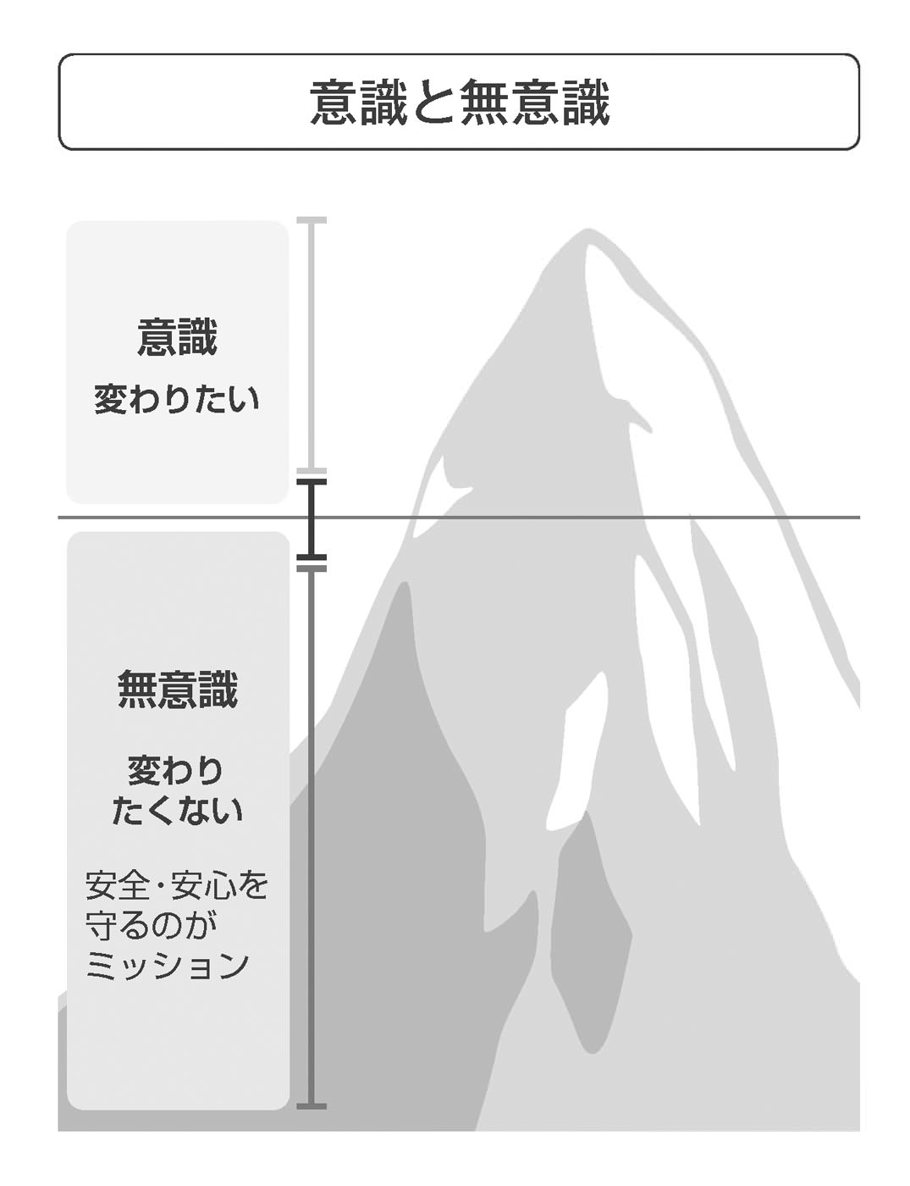 意識と無意識
意識
変わりたい
無意識
変わり
たくない
安全・安心を
守るのが
ミッション